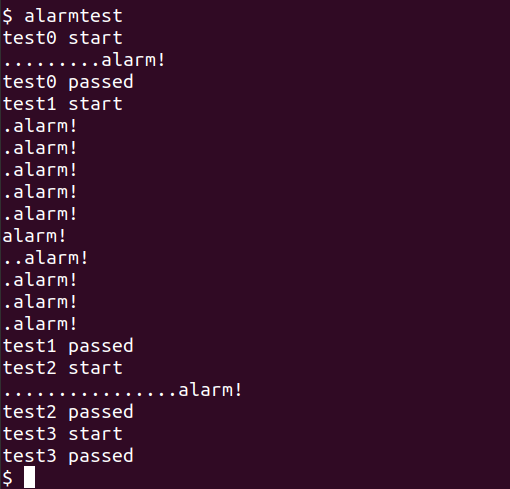 $ alarmtest
test0 start
.........alarm!
test0 passed
test1 start
.alarm!
.alarm!
.alarm!
.alarm!
.alarm!
alarm!
..alarm!
.alarm!
.alarm!
.alarm!
test1 passed
test2 start
................alarm!
test2 passed
test3 start
test3 passed
$